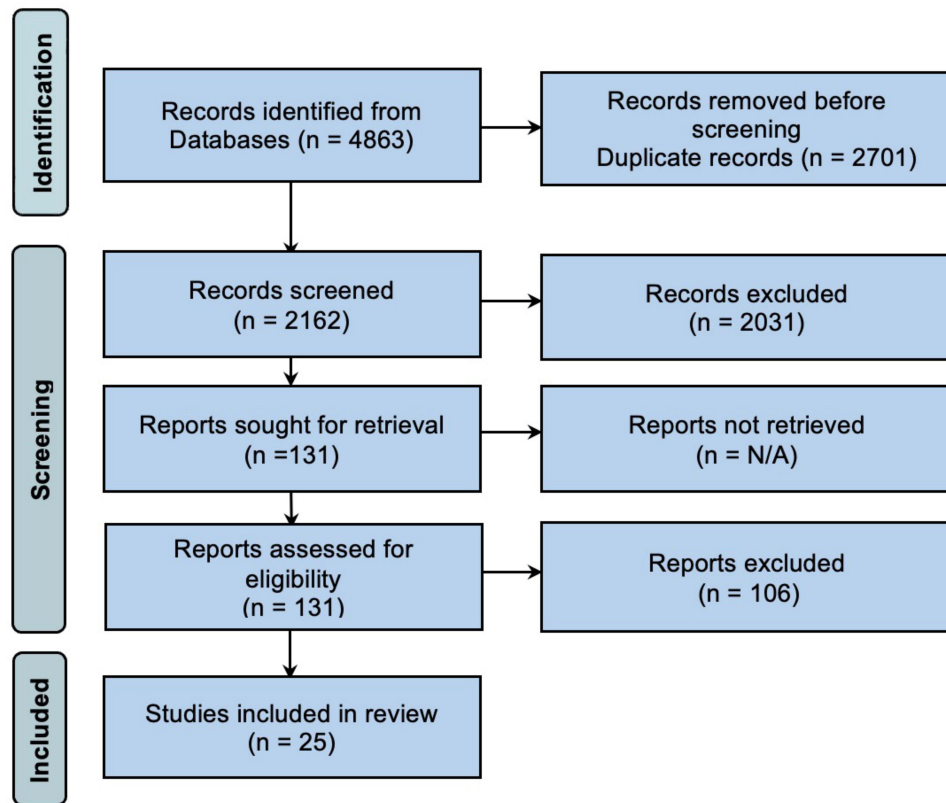 Identification
Records identified from
Databases (n = 4863)
Records removed before
screening
Duplicate records (n = 2701)
Screening
Records screened
(n = 2162)
Records excluded
(n = 2031)
Reports sought for retrieval
(n =131)
Reports not retrieved
(n = N/A)
Reports assessed for
eligibility
(n = 131)
Reports excluded
(n = 106)
Included
Studies included in review
(n = 25)